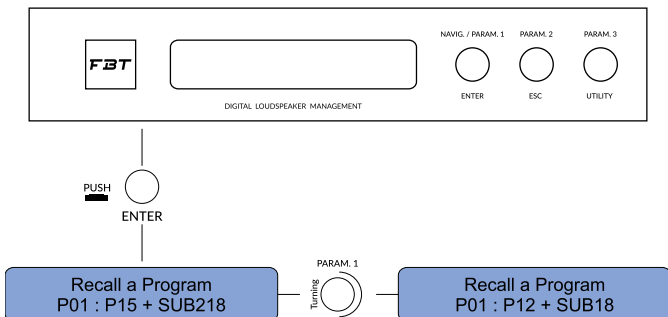 NAVIG. / PARAM. 1 PARAM. 2 PARAM. 3
FBT
ENTER ESC UTILITY
DIGITAL LOUDSPEAKER MANAGEMENT
PUSH
ENTER
PARAM. 1
Turning
Recall a Program
P01 : P15 + SUB218
Recall a Program
P01 : P12 + SUB18